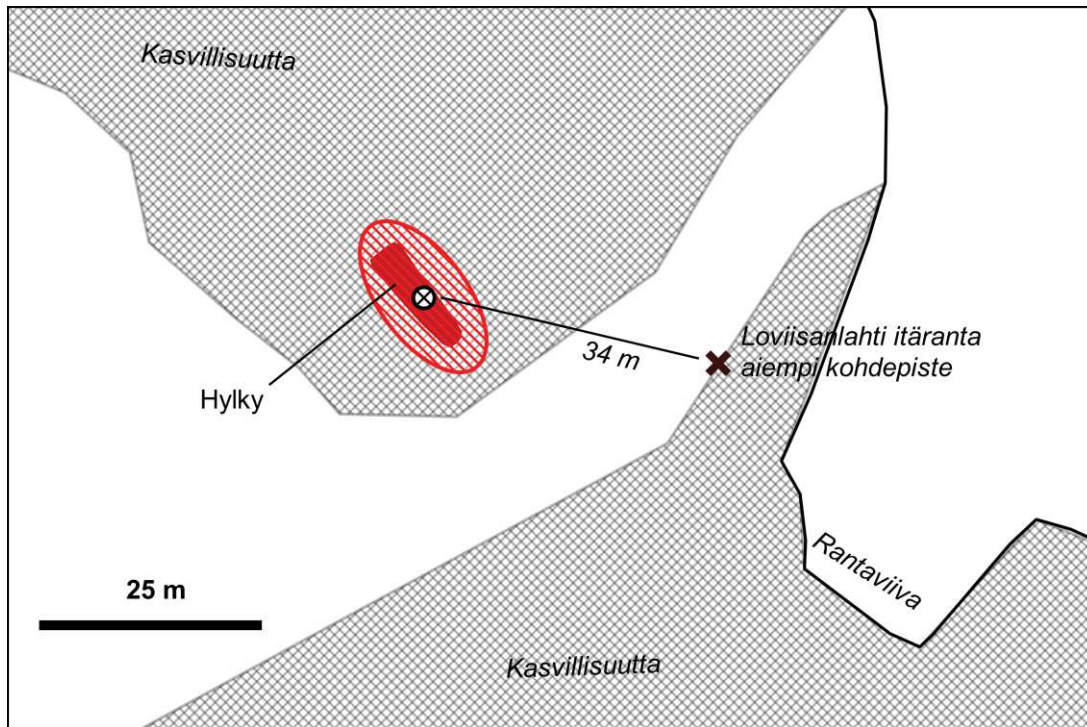 Kasvillisuutta
Loviisanlahti itäranta
aiempi kohdepiste
34 m
Hylky
Rantaviiva
25 m
Kasvillisuutta